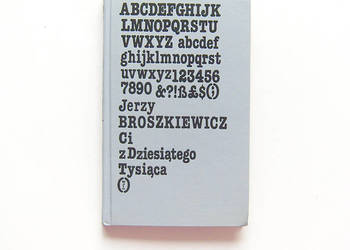 ABCDEFGHIJK
LMNOPQRSTU
VWXYZ abcdef
ghijklmnopqrst
uvwxyz123456
7890 &?!ß£$(;)
Jerzy
BROSZKIEWICZ
Ci
z Dziesiątego
Tysiąca